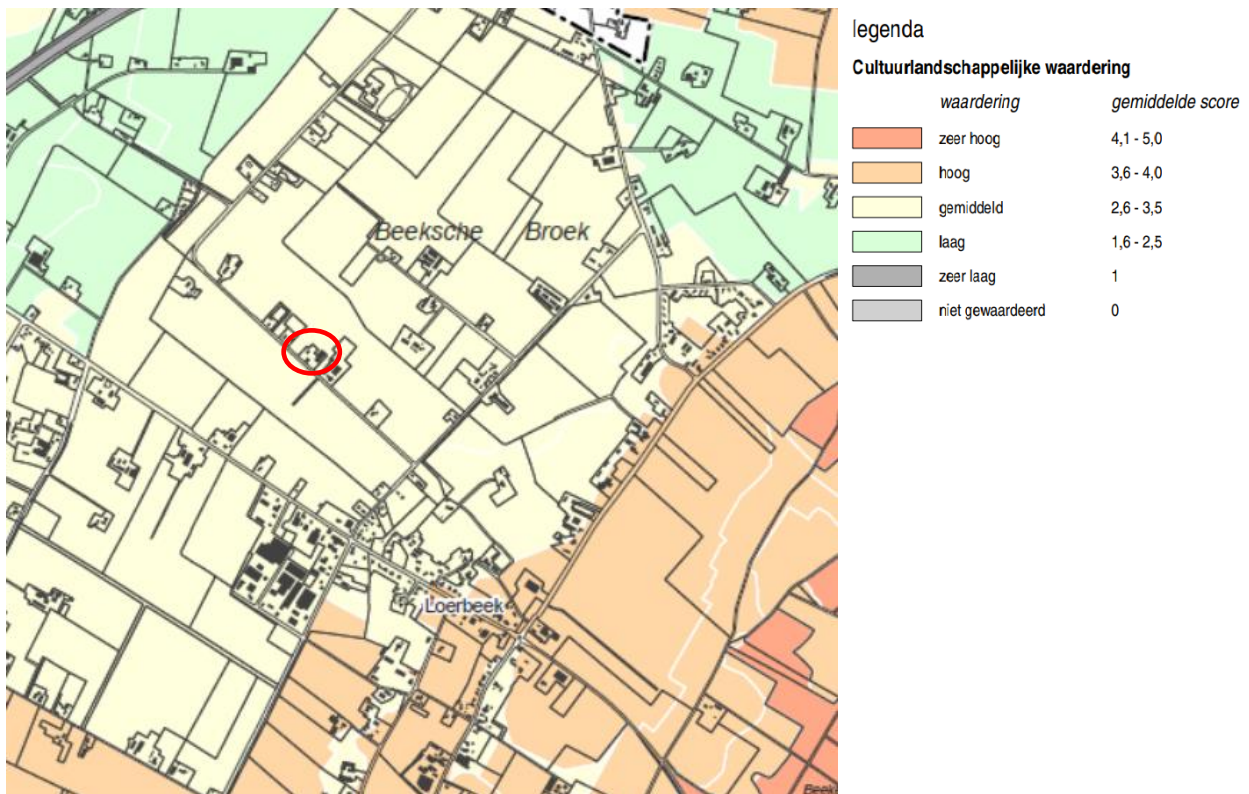 Beeksche Broek
Loerbeek
legenda
Cultuurlandschappelijke waardering
waardering gemiddelde score
zeer hoog 4,1 - 5,0
hoog 3,6 - 4,0
gemiddeld 2,6 - 3,5
laag 1,6 - 2,5
zeer laag 1
niet gewaardeerd 0